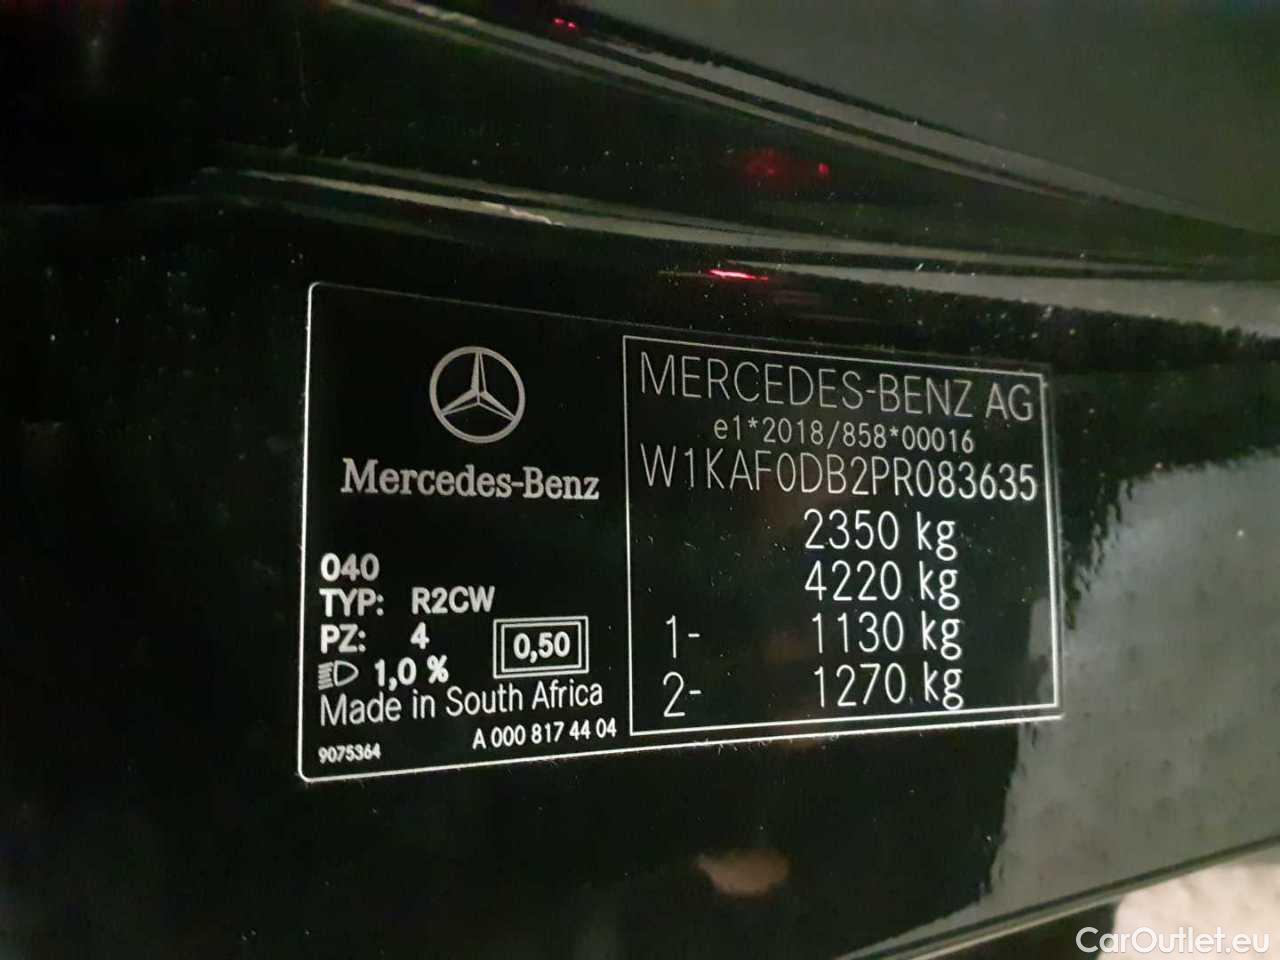 Mercedes-Benz
040
TYP: R2CW
PZ: 4
0,50
1,0 %
Made in South Africa
A 000 817 44 04
9075364
MERCEDES-BENZ AG
e1*2018/858*00016
W1KAF0DB2PR083635
2350 kg
4220 kg
1- 1130 kg
2- 1270 kg
CarOutlet.eu